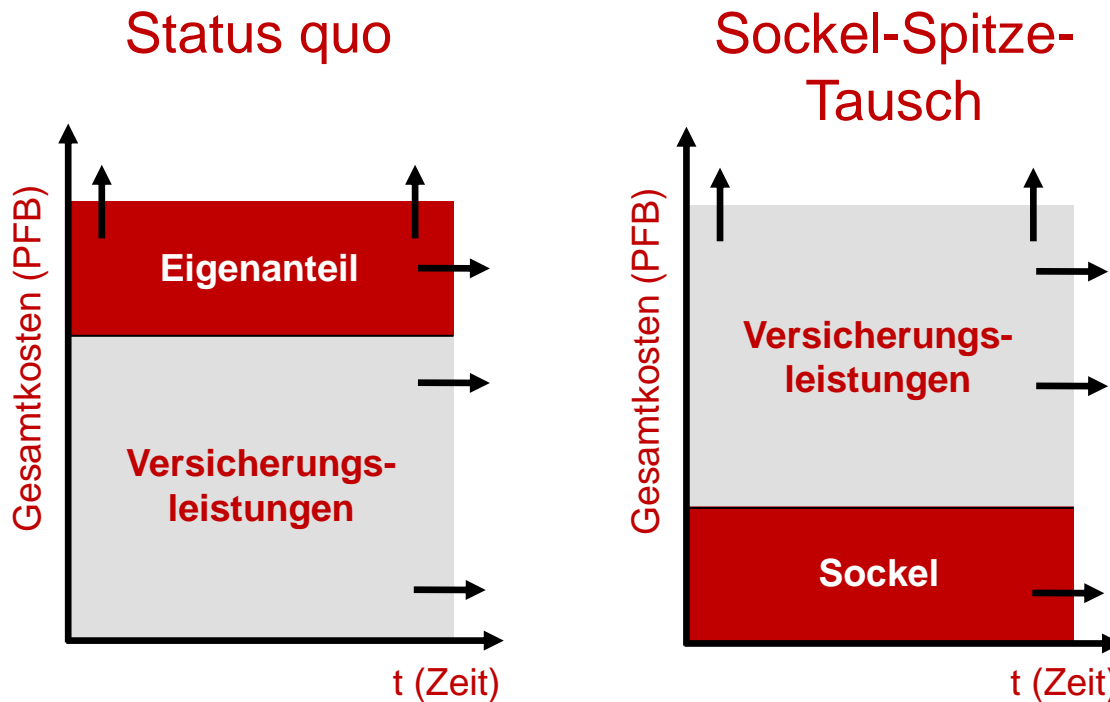 Status quo
Gesamtkosten (PFB)
Eigenanteil
Versicherungs-
leistungen
t (Zeit)
Sockel-Spitze-
Tausch
Gesamtkosten (PFB)
Versicherungs-
leistungen
Sockel
t (Zeit)